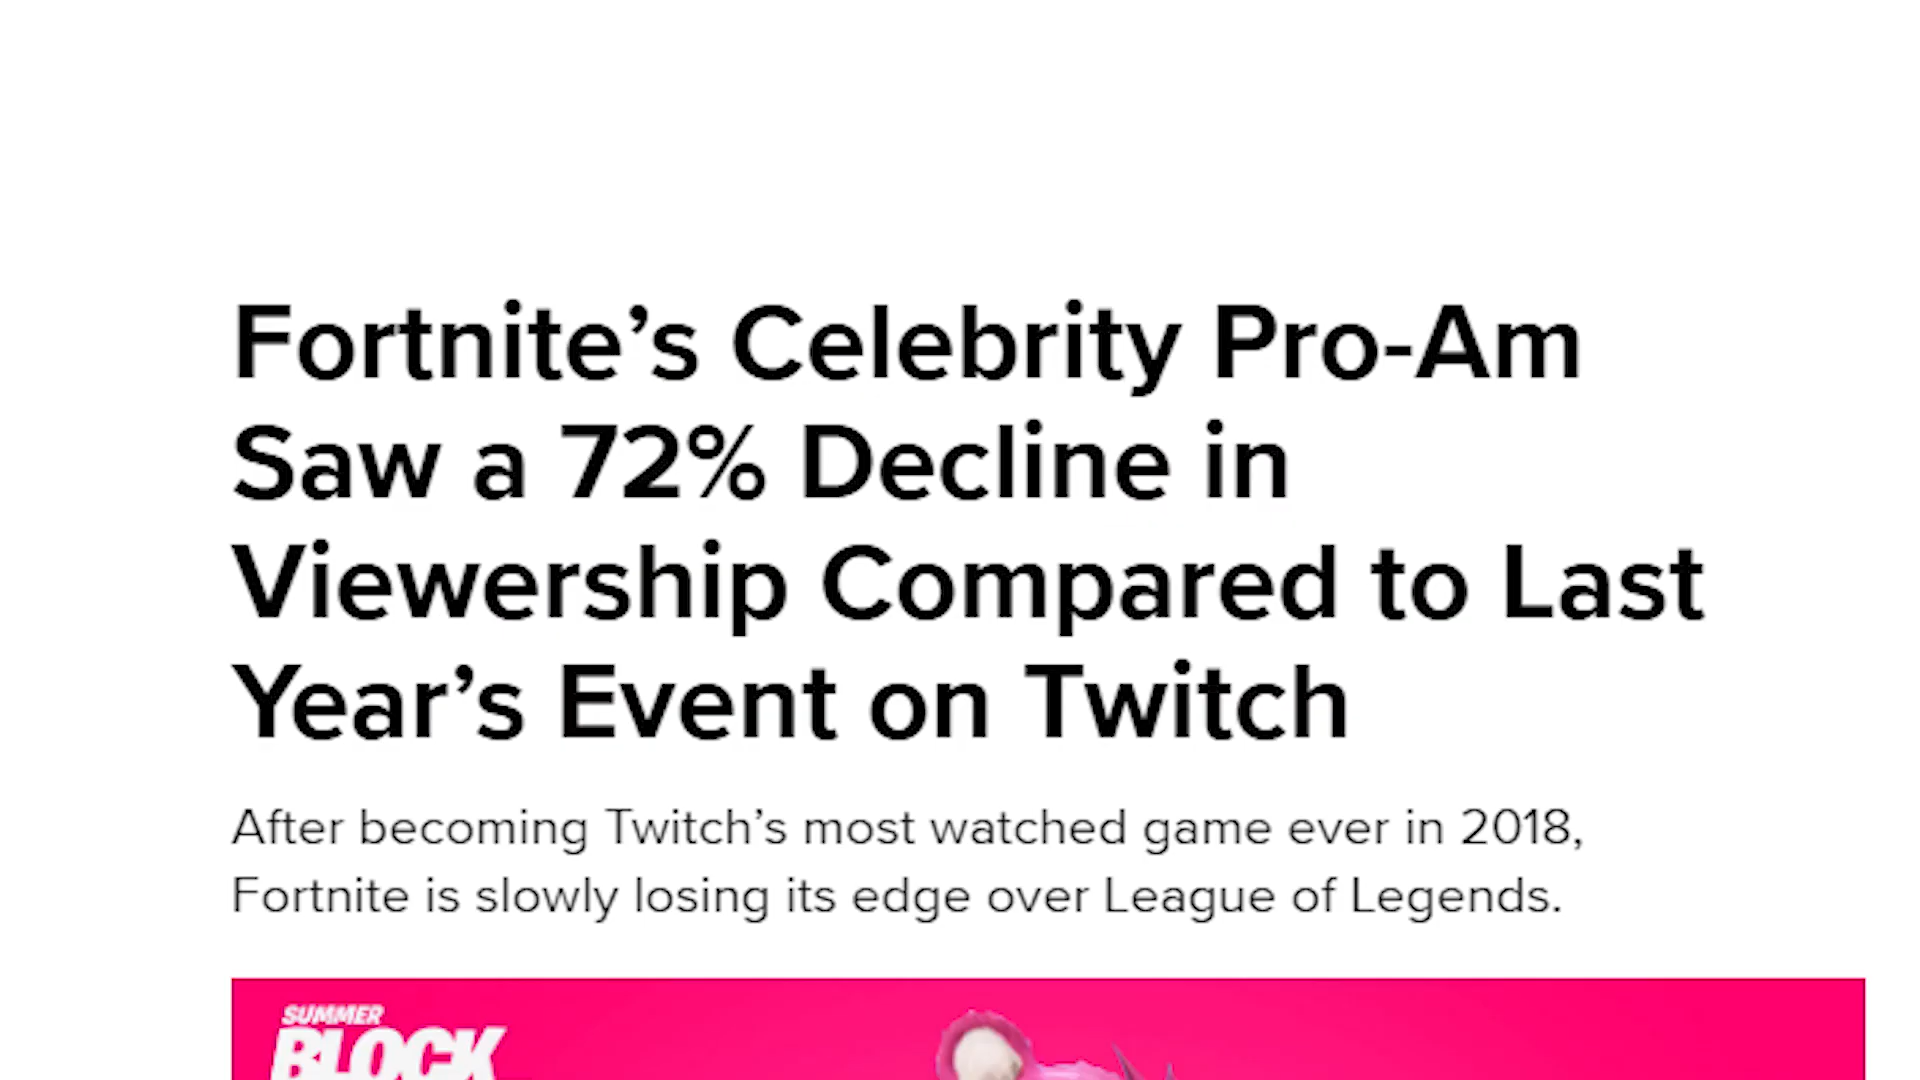 Fortnite’s Celebrity Pro-Am
Saw a 72% Decline in
Viewership Compared to Last
Year’s Event on Twitch
After becoming Twitch’s most watched game ever in 2018,
Fortnite is slowly losing its edge over League of Legends.
SUMMER
BLOCK